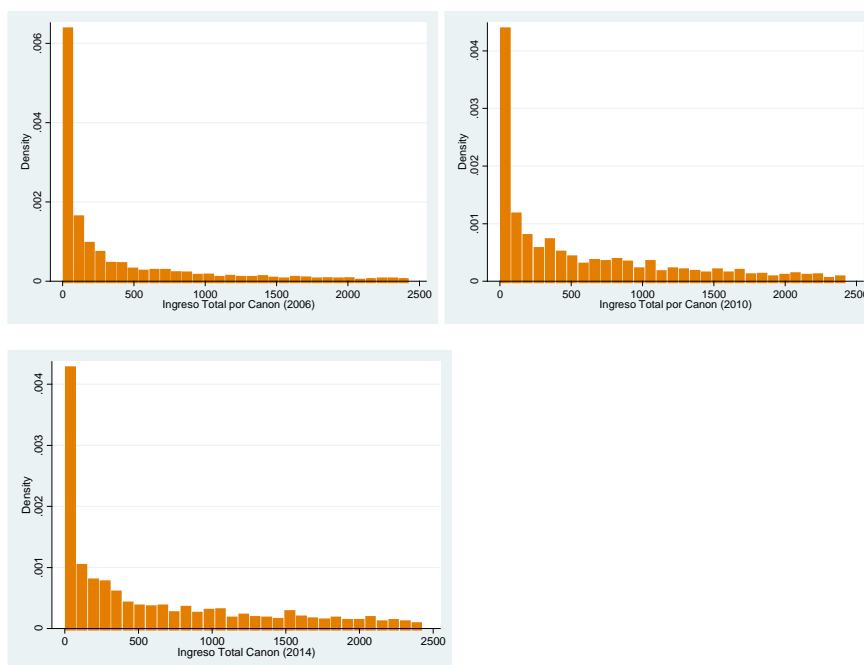 .006
.004
.002
0
Density
0 500 1000 1500 2000 2500
Ingreso Total por Canon (2006)
.004
.003
.002
.001
0
Density
0 500 1000 1500 2000 2500
Ingreso Total por Canon (2010)
.004
.003
.002
.001
0
Density
0 500 1000 1500 2000 2500
Ingreso Total Canon (2014)